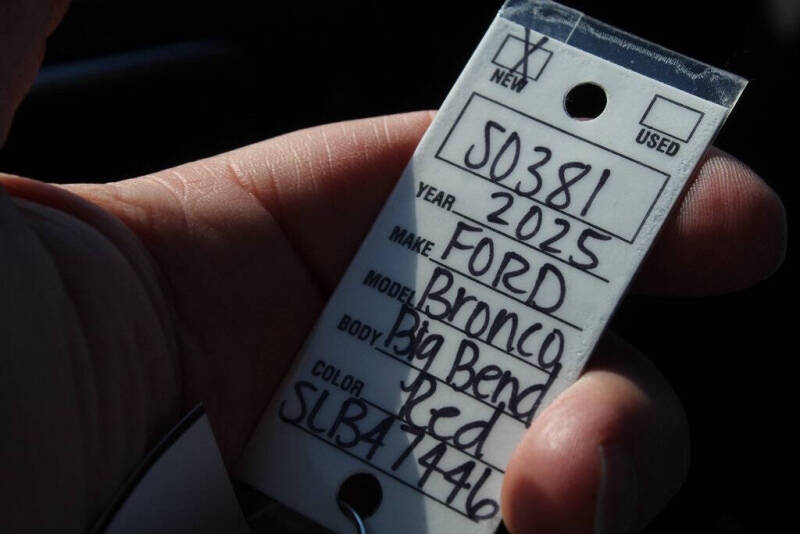 X NEW
USED
S0381
YEAR 2025
MAKE FORD
MODEL Bronco
BODY Big Bend
COLOR Red
SLB47446